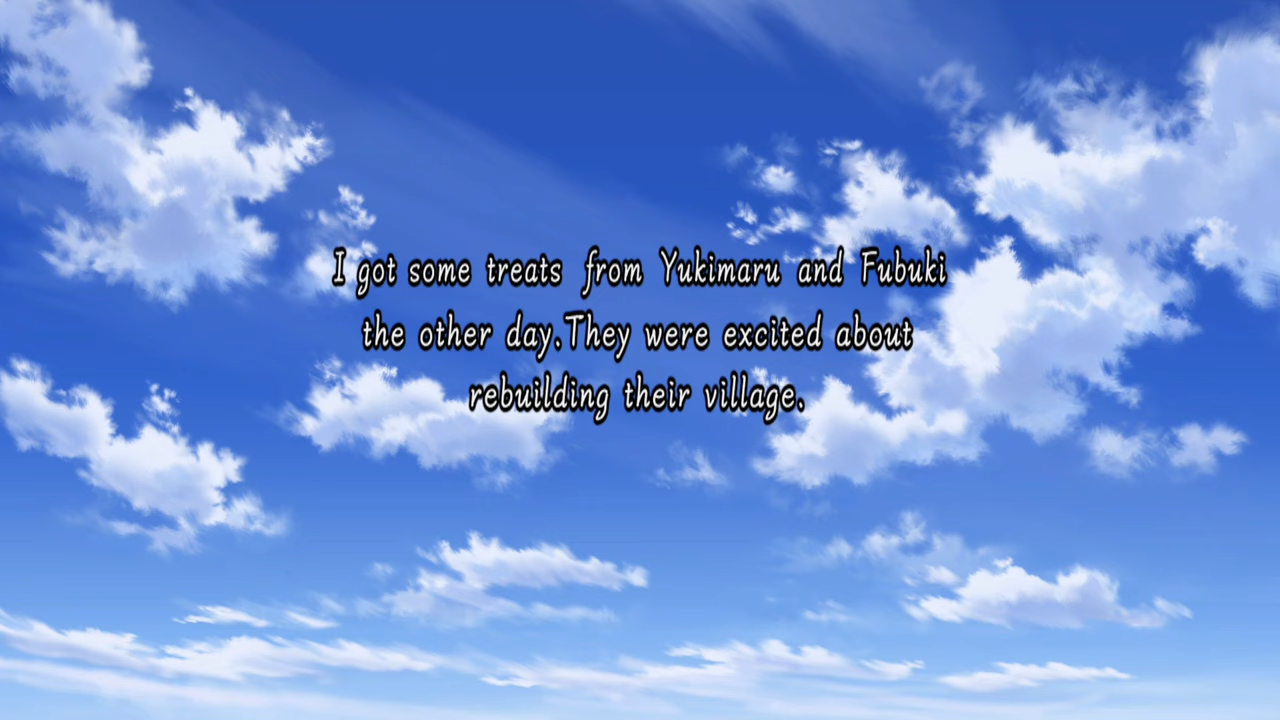 I got some treats from Yukimaru and Fubuki
the other day.They were excited about
rebuilding their village.